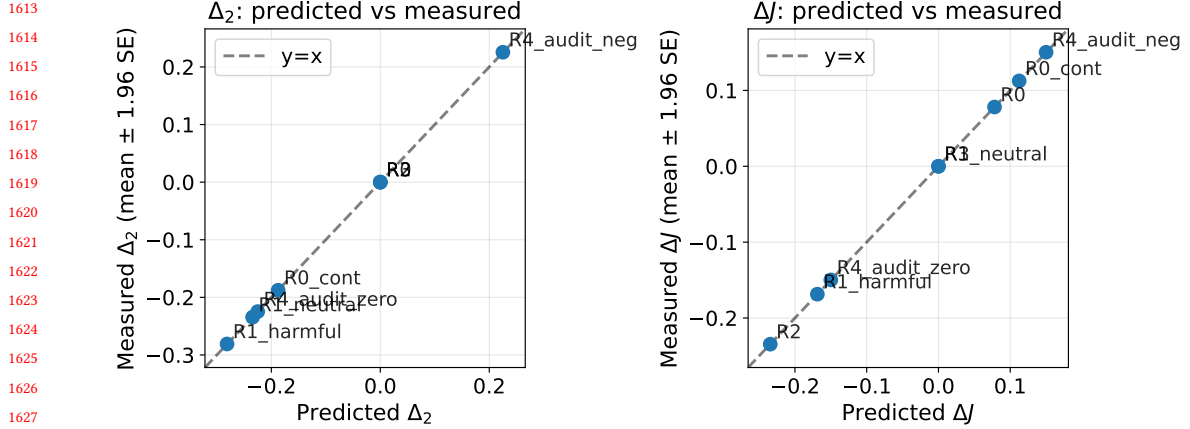 1613
1614
1615
1616
1617
1618
1619
1620
1621
1622
1623
1624
1625
1626
1627
Δ₂: predicted vs measured
y=x
R4_audit_neg
R0_cont
R4_audit_zero
R1_neutral
R1_harmful
0.2
0.1
0.0
−0.1
−0.2
−0.3
−0.2
0.0
0.2
Measured Δ₂ (mean ± 1.96 SE)
Predicted Δ₂
ΔJ: predicted vs measured
y=x
R4_audit_neg
R0_cont
R0
R1_neutral
R4_audit_zero
R1_harmful
R2
0.1
0.0
−0.1
−0.2
−0.2
−0.1
0.0
0.1
Measured ΔJ (mean ± 1.96 SE)
Predicted ΔJ